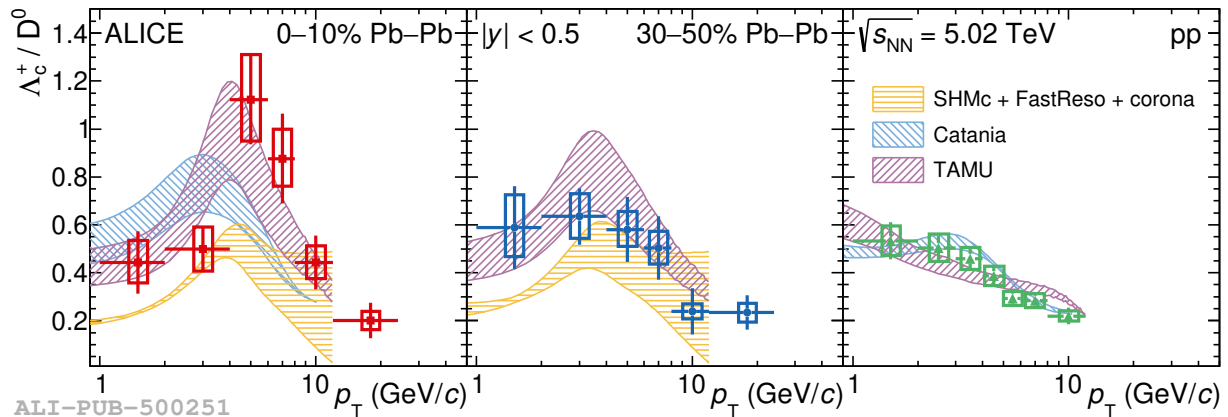 Λc+ / D0
1.4
1.2
1
0.8
0.6
0.4
0.2
ALICE
0–10% Pb–Pb
|y| < 0.5
30–50% Pb–Pb
√sNN = 5.02 TeV
pp
SHMc + FastReso + corona
Catania
TAMU
1
10
pT (GeV/c)
1
10
pT (GeV/c)
1
10
pT (GeV/c)
ALI-PUB-500251